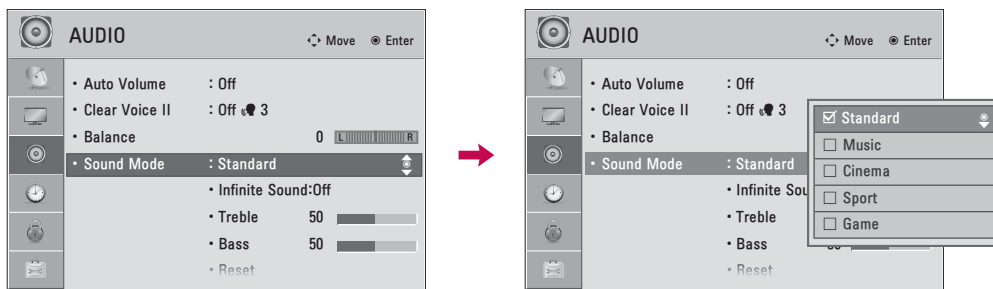 AUDIO
Move Enter
• Auto Volume : Off
• Clear Voice II : Off 3
• Balance 0 L R
• Sound Mode : Standard
• Infinite Sound:Off
• Treble 50
• Bass 50
• Reset
AUDIO
Move Enter
• Auto Volume : Off
• Clear Voice II : Off 3
• Balance
• Sound Mode : Standard
• Infinite Sou
• Treble
• Bass
• Reset
☑ Standard
☐ Music
☐ Cinema
☐ Sport
☐ Game